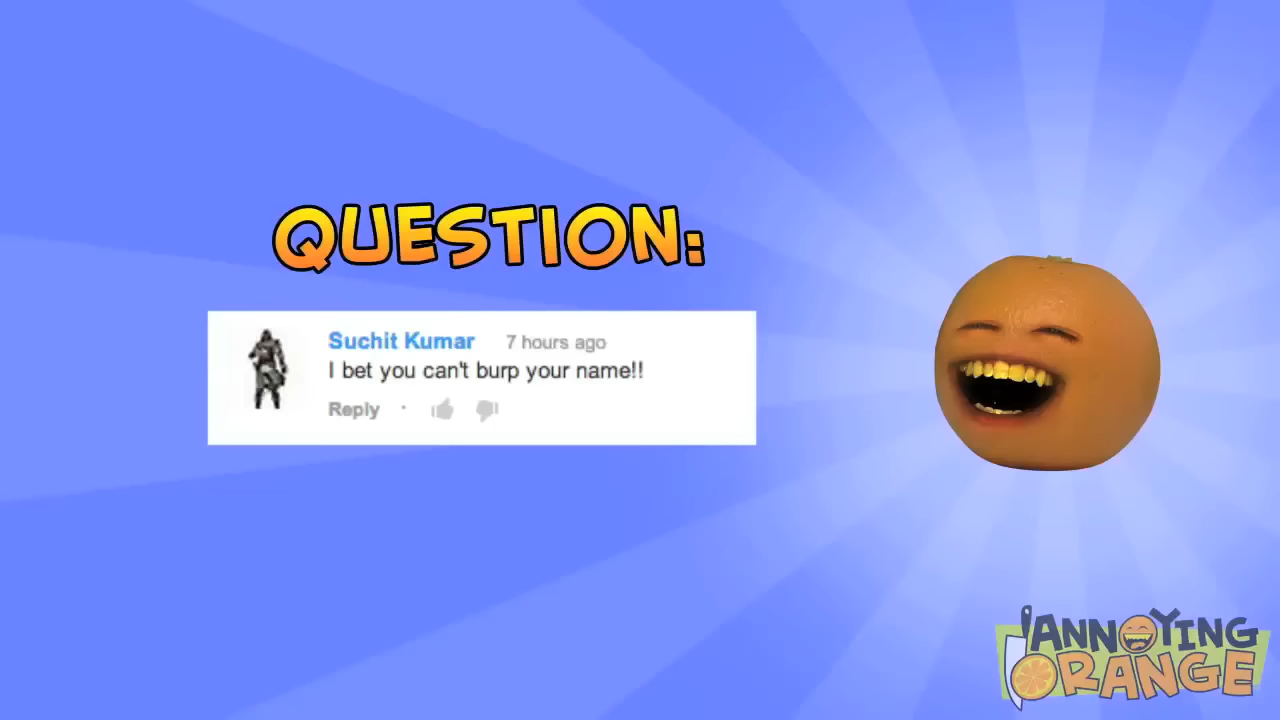 QUESTION:
Suchit Kumar 7 hours ago
I bet you can't burp your name!!
Reply ·
ANNOYING
ORANGE